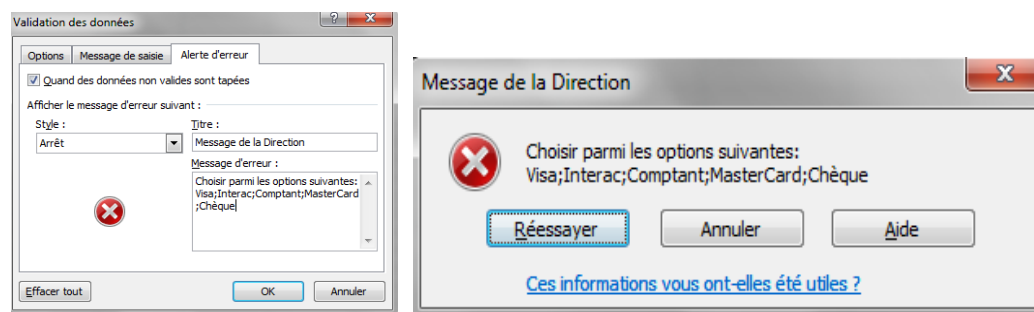 Validation des données
Options Message de saisie Alerte d'erreur
Quand des données non valides sont tapées
Afficher le message d'erreur suivant :
Style :
Arrêt
Titre :
Message de la Direction
Message d'erreur :
Choisir parmi les options suivantes:
Visa;Interac;Comptant;MasterCard
;Chèque
Effacer tout
OK
Annuler
Message de la Direction
Choisir parmi les options suivantes:
Visa;Interac;Comptant;MasterCard;Chèque
Réessayer
Annuler
Aide
Ces informations vous ont-elles été utiles ?